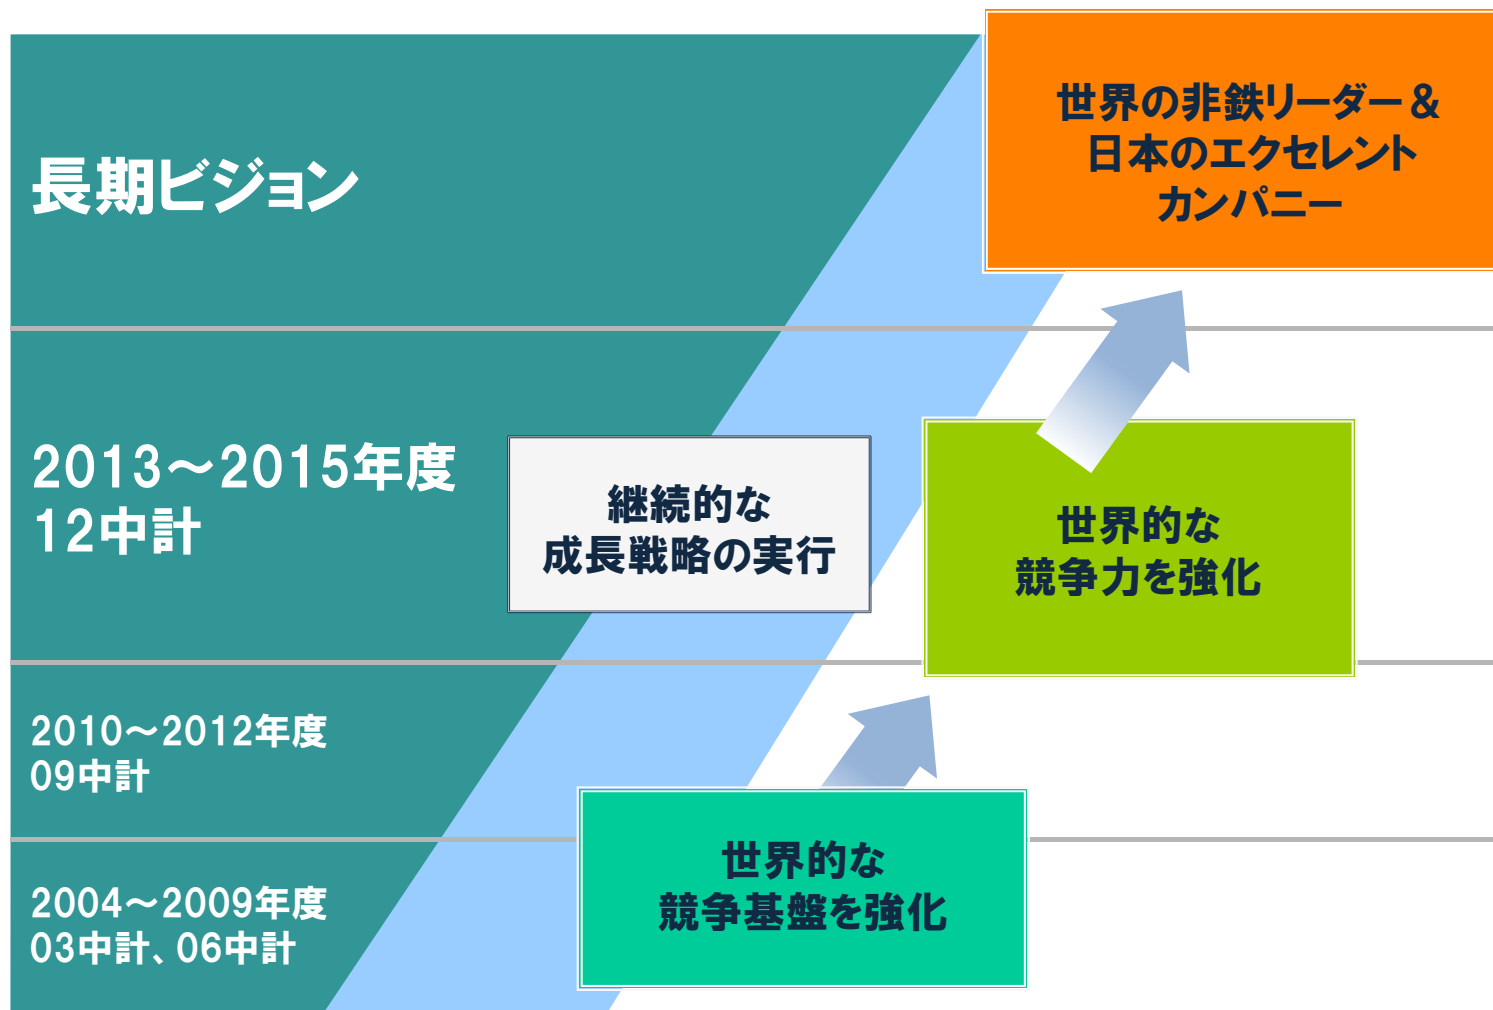 世界の非鉄リーダー＆
日本のエクセレント
カンパニー
長期ビジョン
2013～2015年度
12中計
継続的な
成長戦略の実行
世界的な
競争力を強化
2010～2012年度
09中計
世界的な
競争基盤を強化
2004～2009年度
03中計、06中計